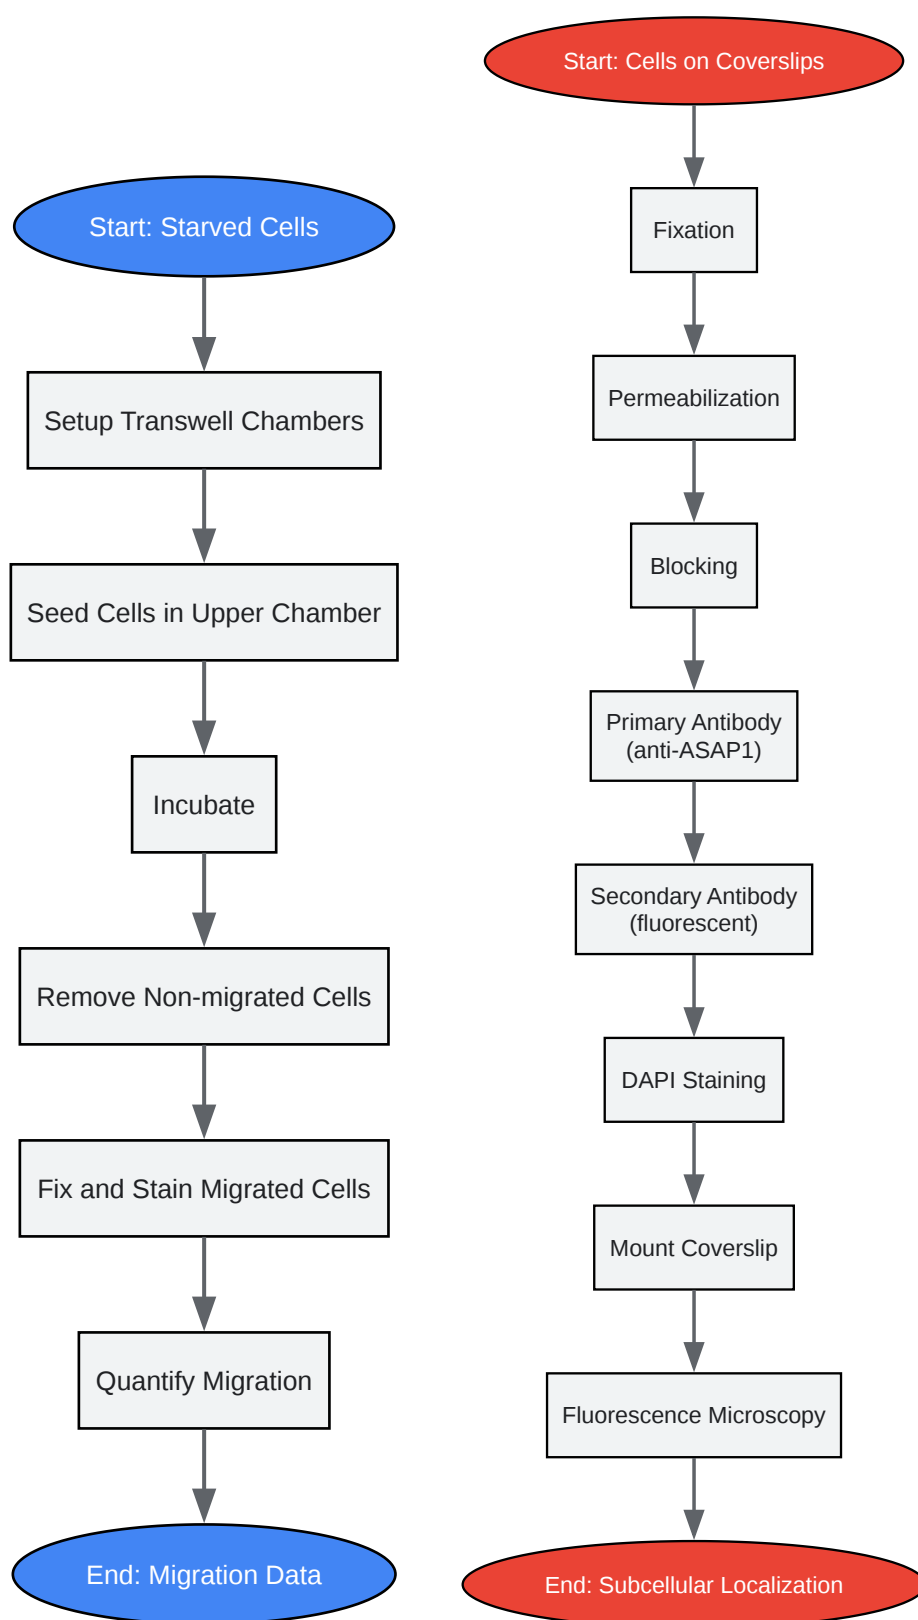 Start: Starved Cells
Setup Transwell Chambers
Seed Cells in Upper Chamber
Incubate
Remove Non-migrated Cells
Fix and Stain Migrated Cells
Quantify Migration
End: Migration Data
Start: Cells on Coverslips
Fixation
Permeabilization
Blocking
Primary Antibody
(anti-ASAP1)
Secondary Antibody
(fluorescent)
DAPI Staining
Mount Coverslip
Fluorescence Microscopy
End: Subcellular Localization